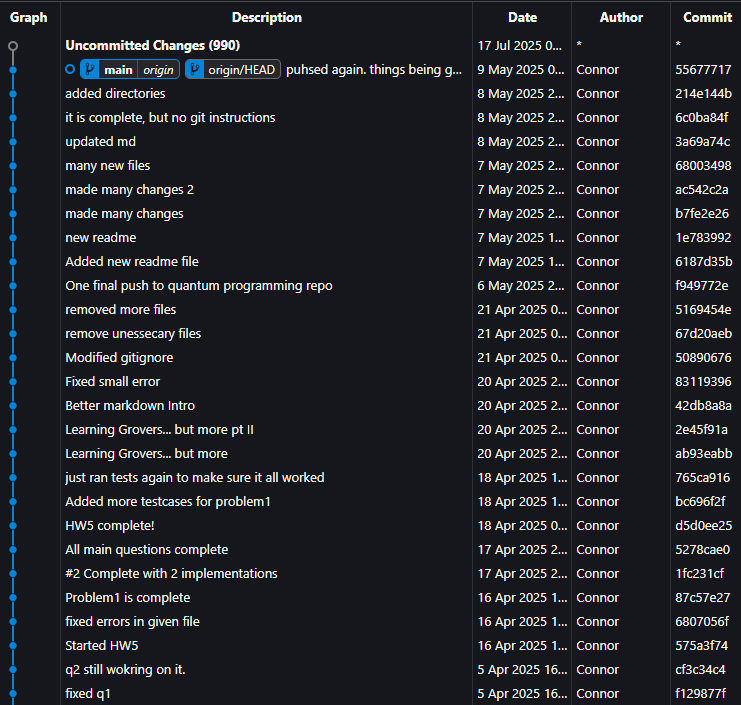 Graph Description Date Author Commit
Uncommitted Changes (990) 17 Jul 2025 0... * *
main origin origin/HEAD puhsed again. things being g... 9 May 2025 0... Connor 55677717
added directories 8 May 2025 2... Connor 214e144b
it is complete, but no git instructions 8 May 2025 2... Connor 6c0ba84f
updated md 8 May 2025 2... Connor 3a69a74c
many new files 7 May 2025 2... Connor 68003498
made many changes 2 7 May 2025 2... Connor ac542c2a
made many changes 7 May 2025 2... Connor b7fe2e26
new readme 7 May 2025 1... Connor 1e783992
Added new readme file 7 May 2025 1... Connor 6187d35b
One final push to quantum programming repo 6 May 2025 2... Connor f949772e
removed more files 21 Apr 2025 0... Connor 5169454e
remove unessecary files 21 Apr 2025 0... Connor 67d20aeb
Modified gitignore 21 Apr 2025 0... Connor 50890676
Fixed small error 20 Apr 2025 2... Connor 83119396
Better markdown Intro 20 Apr 2025 2... Connor 42db8a8a
Learning Grovers... but more pt II 20 Apr 2025 2... Connor 2e45f91a
Learning Grovers... but more 20 Apr 2025 2... Connor ab93eabb
just ran tests again to make sure it all worked 18 Apr 2025 1... Connor 765ca916
Added more testcases for problem1 18 Apr 2025 1... Connor bc696f2f
HW5 complete! 18 Apr 2025 0... Connor d5d0ee25
All main questions complete 17 Apr 2025 2... Connor 5278cae0
#2 Complete with 2 implementations 17 Apr 2025 2... Connor 1fc231cf
Problem1 is complete 16 Apr 2025 1... Connor 87c57e27
fixed errors in given file 16 Apr 2025 1... Connor 6807056f
Started HW5 16 Apr 2025 1... Connor 575a3f74
q2 still wokring on it. 5 Apr 2025 16... Connor cf3c34c4
fixed q1 5 Apr 2025 16... Connor f129877f